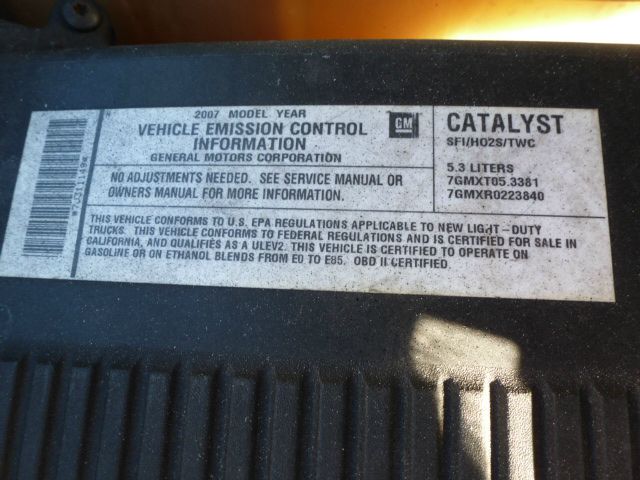 2007 MODEL YEAR
VEHICLE EMISSION CONTROL
INFORMATION
GENERAL MOTORS CORPORATION
GM
CATALYST
SFI/HO2S/TWC
5.3 LITERS
7GMXT05.3381
7GMXR0223840
NO ADJUSTMENTS NEEDED. SEE SERVICE MANUAL OR
OWNERS MANUAL FOR MORE INFORMATION.
THIS VEHICLE CONFORMS TO U.S. EPA REGULATIONS APPLICABLE TO NEW LIGHT-DUTY
TRUCKS. THIS VEHICLE CONFORMS TO FEDERAL REGULATIONS AND IS CERTIFIED FOR SALE IN
CALIFORNIA, AND QUALIFIES AS A ULEV2. THIS VEHICLE IS CERTIFIED TO OPERATE ON
GASOLINE OR ON ETHANOL BLENDS FROM E0 TO E85. OBD II CERTIFIED.